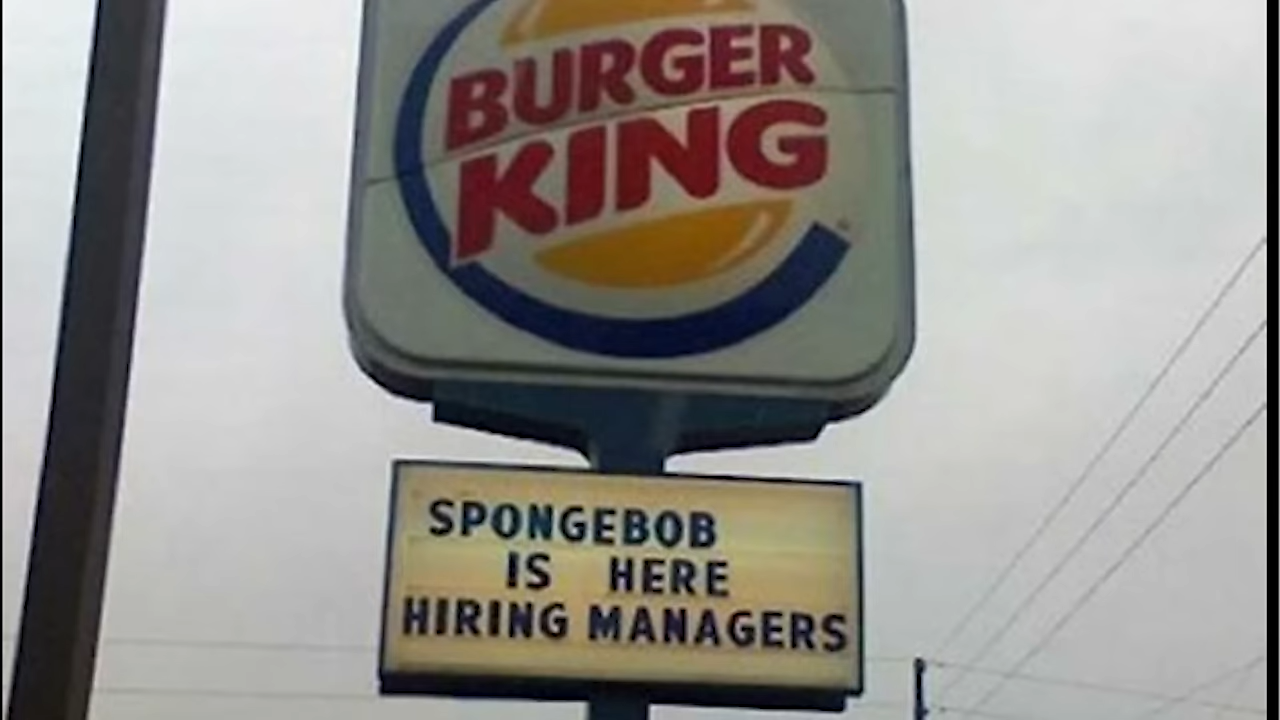 BURGER
KING
SPONGEBOB
IS HERE
HIRING MANAGERS